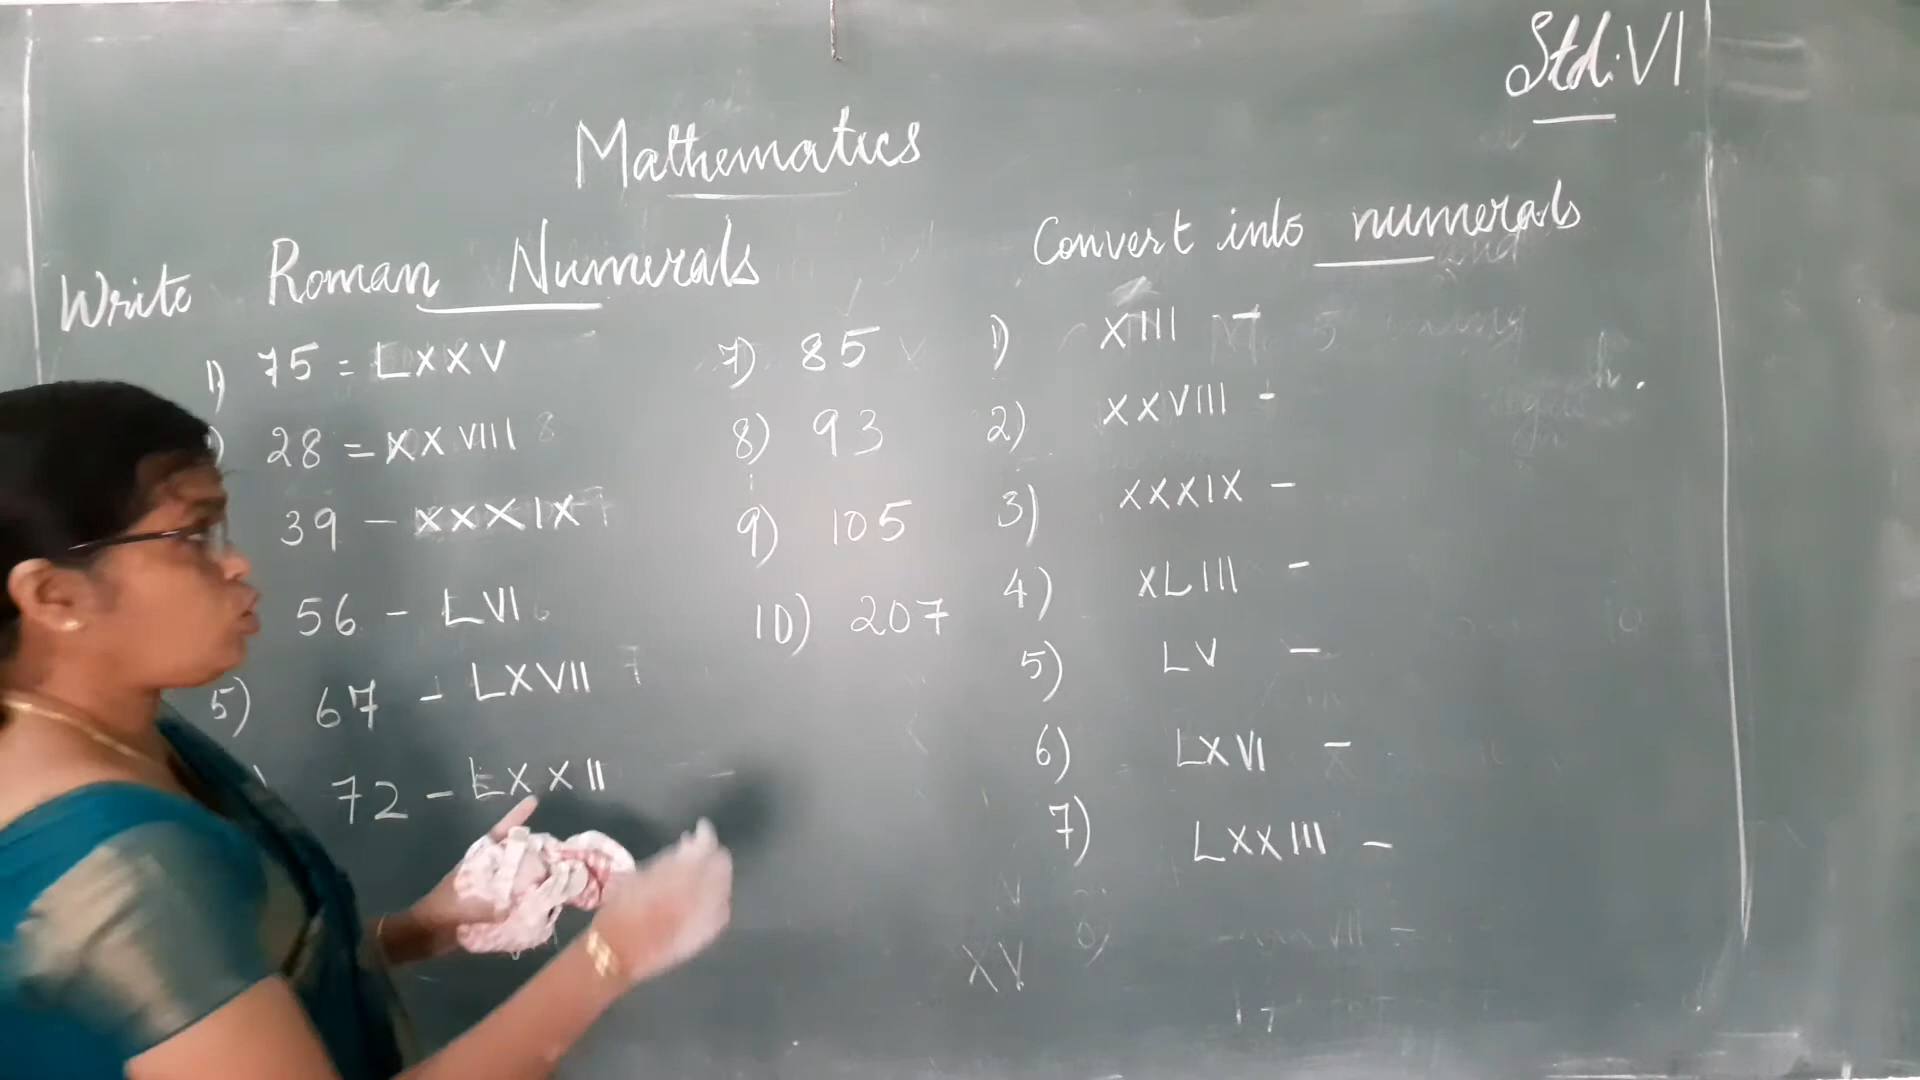 Std: VI
Mathematics
Write Roman Numerals
1) 75 = LXXV
) 28 = XXVIII
39 - XXXIX
56 - LVI
5) 67 - LXVII
72 - LXXII
7) 85
8) 93
9) 105
10) 207
Convert into numerals
1) XIII -
2) XXVIII -
3) XXXIX -
4) XLIII -
5) LV -
6) LXVI -
7) LXXIII -
XV